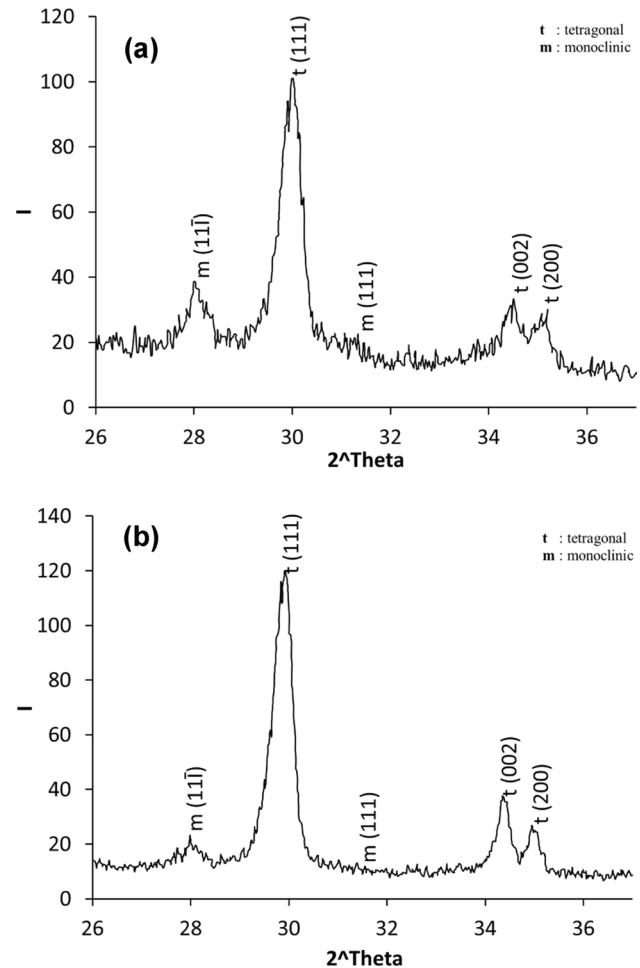 (a)
t : tetragonal
m : monoclinic
120
100
80
60
40
20
0
I
m (11̅1̅)
t (111)
m (111)
t (002)
t (200)
26 28 30 32 34 36
2^Theta
(b)
t : tetragonal
m : monoclinic
140
120
100
80
60
40
20
0
I
m (11̅1̅)
t (111)
m (111)
t (002)
t (200)
26 28 30 32 34 36
2^Theta